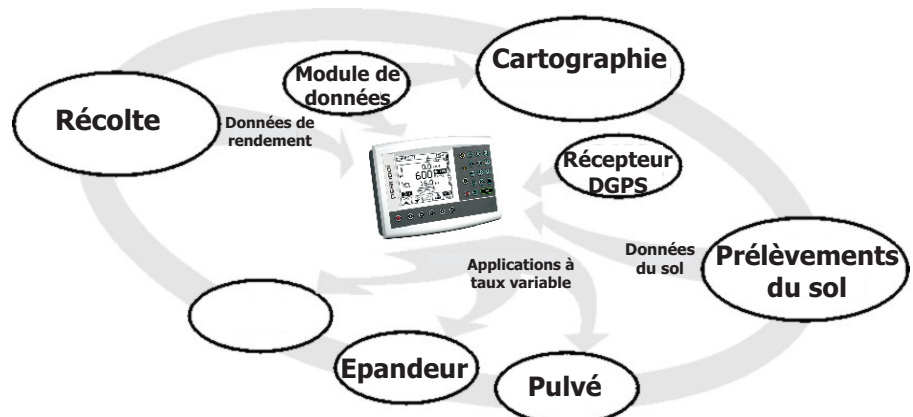 Cartographie
Module de
données
Récolte
Données de
rendement
Récepteur
DGPS
600
Données
du sol
Prélèvements
du sol
Applications à
taux variable
Epandeur
Pulvé